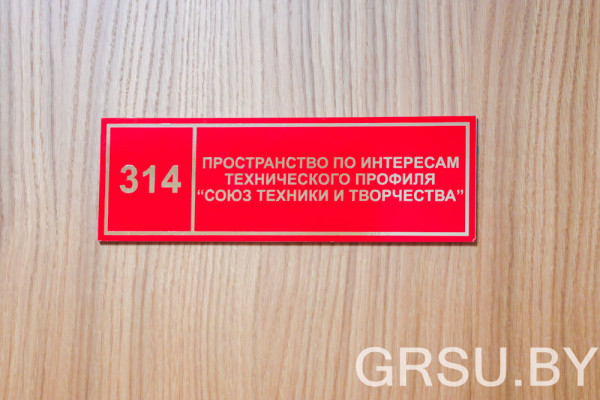 314
ПРОСТРАНСТВО ПО ИНТЕРЕСАМ
ТЕХНИЧЕСКОГО ПРОФИЛЯ
“СОЮЗ ТЕХНИКИ И ТВОРЧЕСТВА”
GRSU.BY